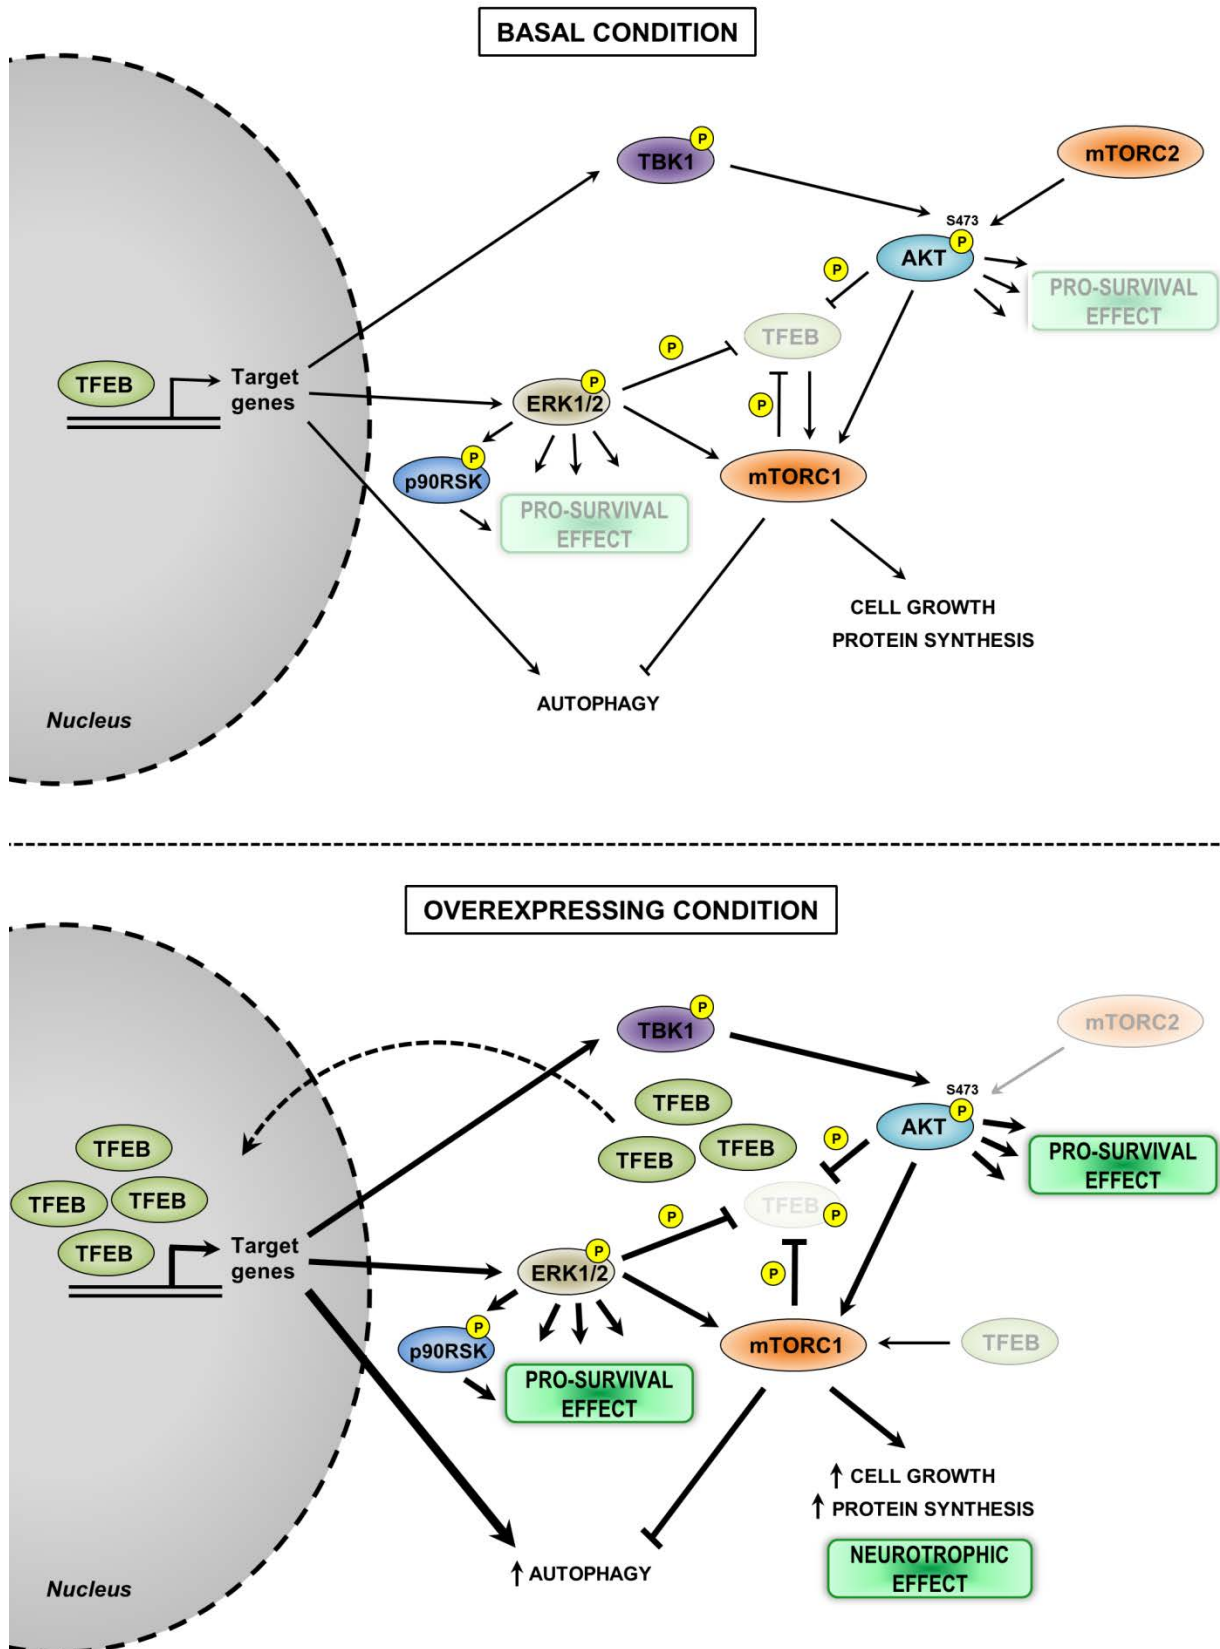 BASAL CONDITION
P
TBK1
mTORC2
S473
P
AKT
P
PRO-SURVIVAL
EFFECT
TFEB
P
TFEB
Target
genes
P
ERK1/2
P
P
p90RSK
mTORC1
PRO-SURVIVAL
EFFECT
CELL GROWTH
PROTEIN SYNTHESIS
AUTOPHAGY
Nucleus
OVEREXPRESSING CONDITION
P
TBK1
mTORC2
S473
P
AKT
TFEB
P
TFEB
TFEB
PRO-SURVIVAL
EFFECT
TFEB
TFEB
TFEB
TFEB
P
TFEB
P
Target
genes
P
ERK1/2
P
P
p90RSK
mTORC1
TFEB
PRO-SURVIVAL
EFFECT
CELL GROWTH
PROTEIN SYNTHESIS
AUTOPHAGY
NEUROTROPHIC
EFFECT
Nucleus